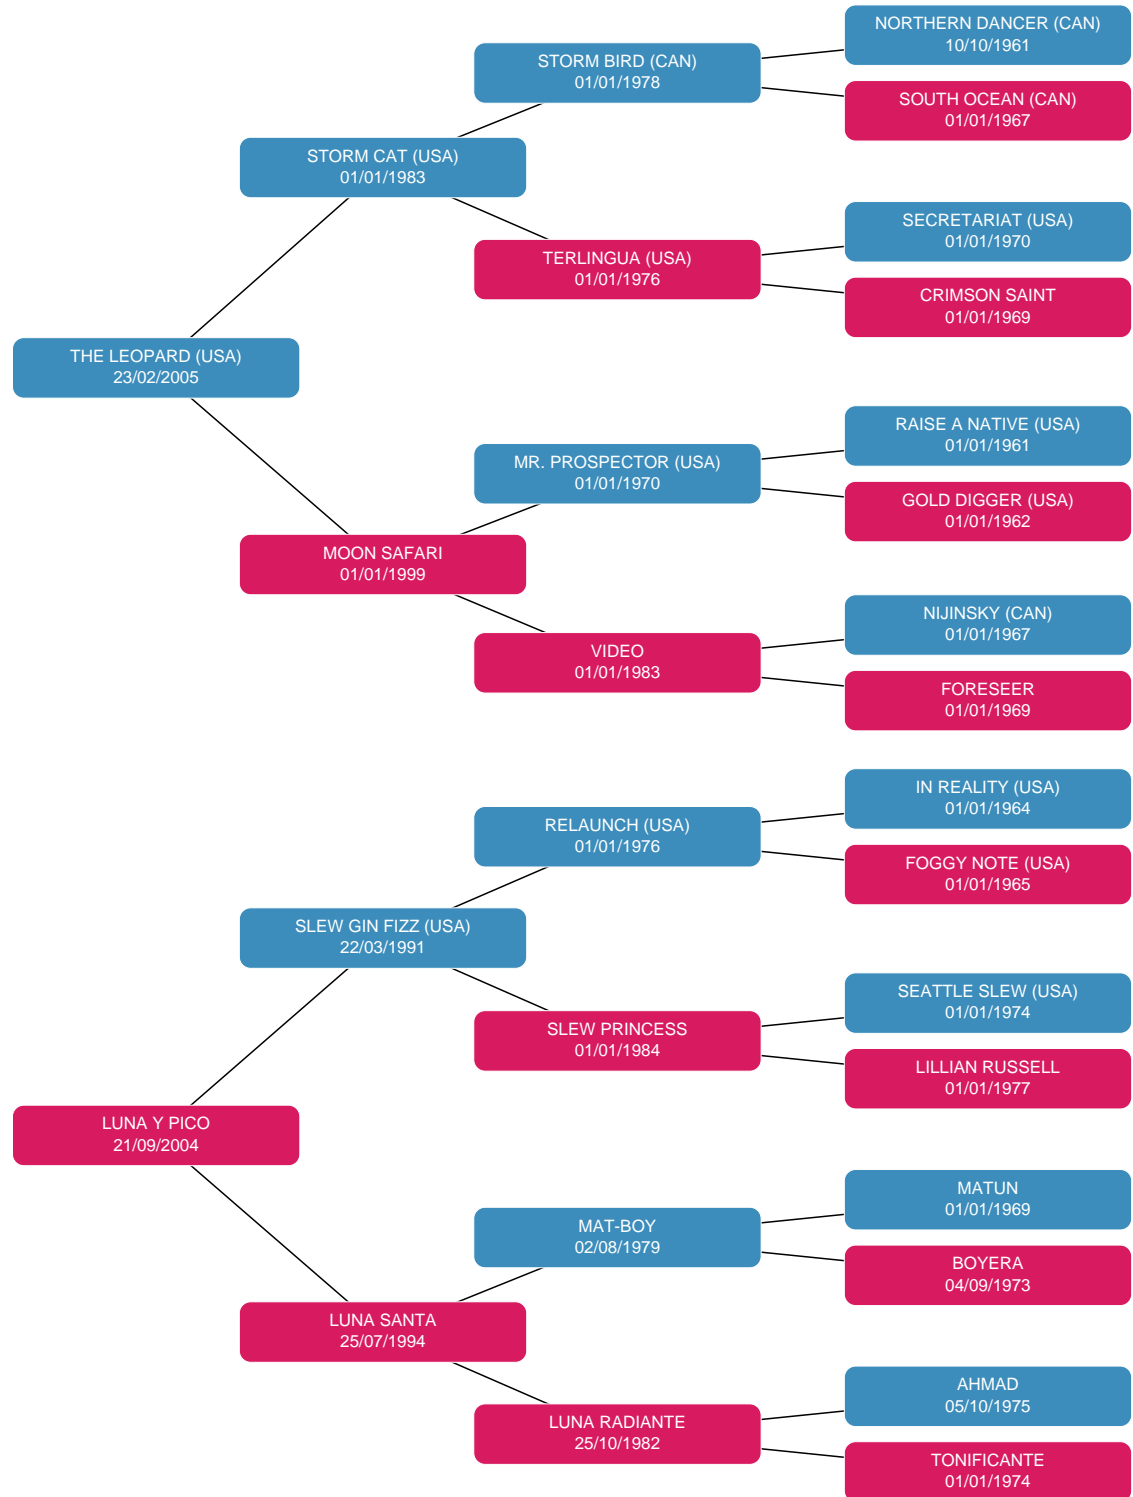 NORTHERN DANCER (CAN)
10/10/1961
STORM BIRD (CAN)
01/01/1978
SOUTH OCEAN (CAN)
01/01/1967
STORM CAT (USA)
01/01/1983
SECRETARIAT (USA)
01/01/1970
TERLINGUA (USA)
01/01/1976
CRIMSON SAINT
01/01/1969
THE LEOPARD (USA)
23/02/2005
RAISE A NATIVE (USA)
01/01/1961
MR. PROSPECTOR (USA)
01/01/1970
GOLD DIGGER (USA)
01/01/1962
MOON SAFARI
01/01/1999
NIJINSKY (CAN)
01/01/1967
VIDEO
01/01/1983
FORESEER
01/01/1969
IN REALITY (USA)
01/01/1964
RELAUNCH (USA)
01/01/1976
FOGGY NOTE (USA)
01/01/1965
SLEW GIN FIZZ (USA)
22/03/1991
SEATTLE SLEW (USA)
01/01/1974
SLEW PRINCESS
01/01/1984
LILLIAN RUSSELL
01/01/1977
LUNA Y PICO
21/09/2004
MATUN
01/01/1969
MAT-BOY
02/08/1979
BOYERA
04/09/1973
LUNA SANTA
25/07/1994
AHMAD
05/10/1975
LUNA RADIANTE
25/10/1982
TONIFICANTE
01/01/1974